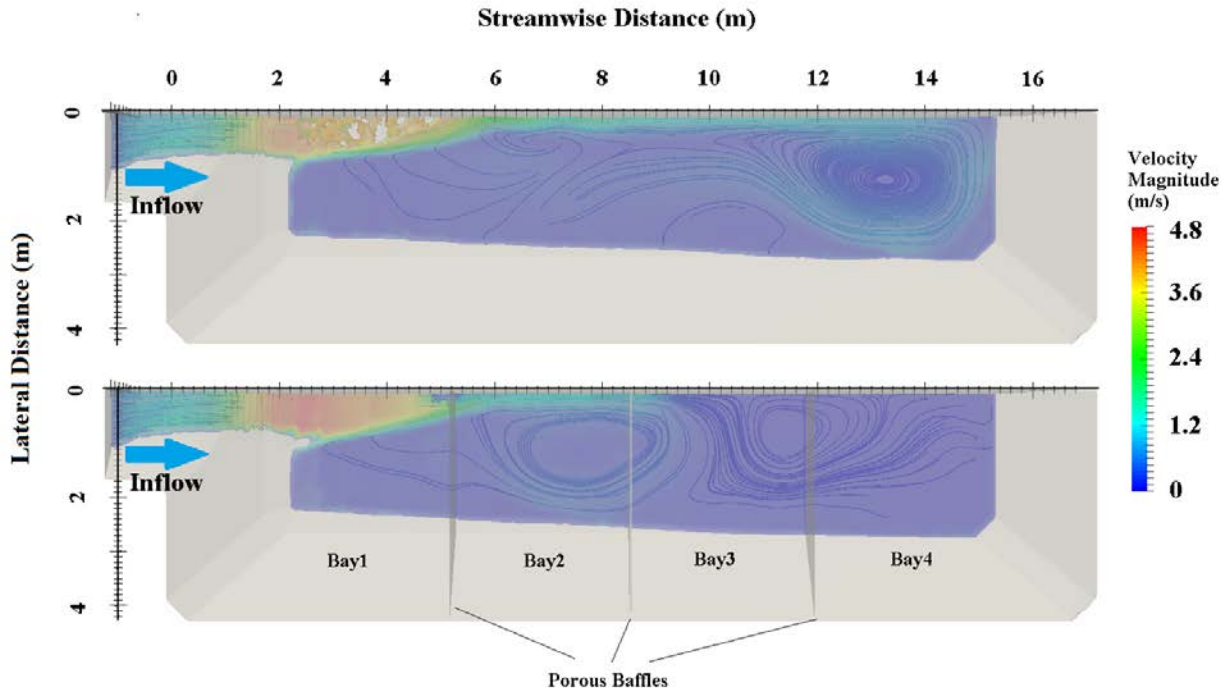 Streamwise Distance (m)
0 2 4 6 8 10 12 14 16
0
2
4
Inflow
Lateral Distance (m)
Velocity
Magnitude
(m/s)
4.8
3.6
2.4
1.2
0
0
2
4
Inflow
Bay1 Bay2 Bay3 Bay4
Porous Baffles